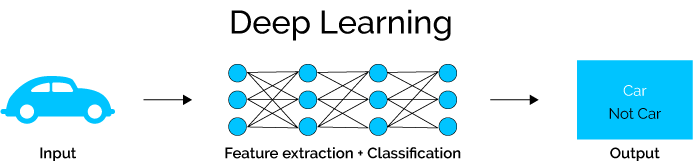 Deep Learning
Car
Not Car
Input
Feature extraction + Classification
Output